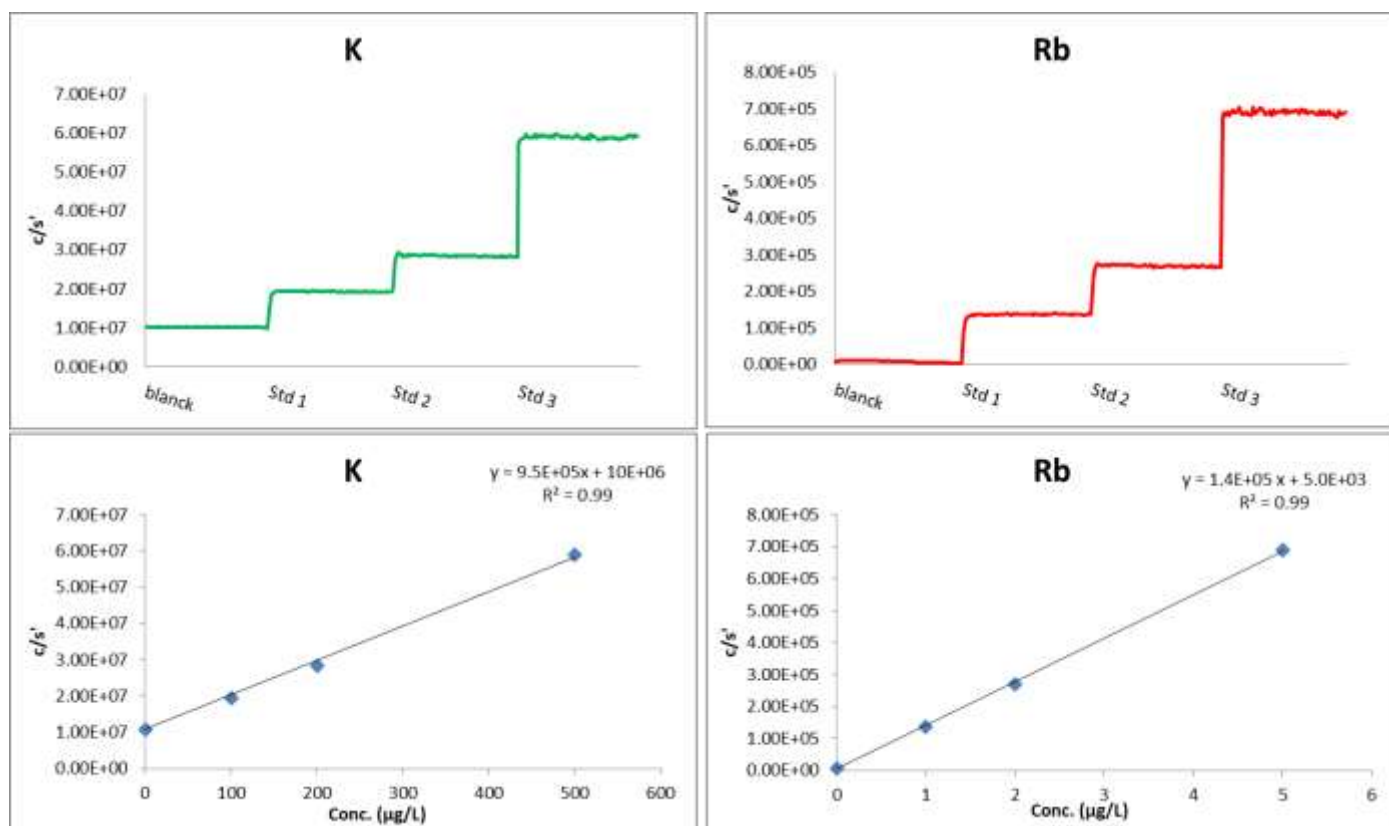 K
7.00E+07
6.00E+07
5.00E+07
4.00E+07
3.00E+07
2.00E+07
1.00E+07
0.00E+00
c/s'
blanck Std 1 Std 2 Std 3
Rb
8.00E+05
7.00E+05
6.00E+05
5.00E+05
4.00E+05
3.00E+05
2.00E+05
1.00E+05
0.00E+00
c/s'
blanck Std 1 Std 2 Std 3
K
y = 9.5E+05x + 10E+06
R² = 0.99
7.00E+07
6.00E+07
5.00E+07
4.00E+07
3.00E+07
2.00E+07
1.00E+07
0.00E+00
c/s'
0 100 200 300 400 500 600
Conc. (µg/L)
Rb
y = 1.4E+05 x + 5.0E+03
R² = 0.99
8.00E+05
7.00E+05
6.00E+05
5.00E+05
4.00E+05
3.00E+05
2.00E+05
1.00E+05
0.00E+00
c/s'
0 1 2 3 4 5 6
Conc. (µg/L)